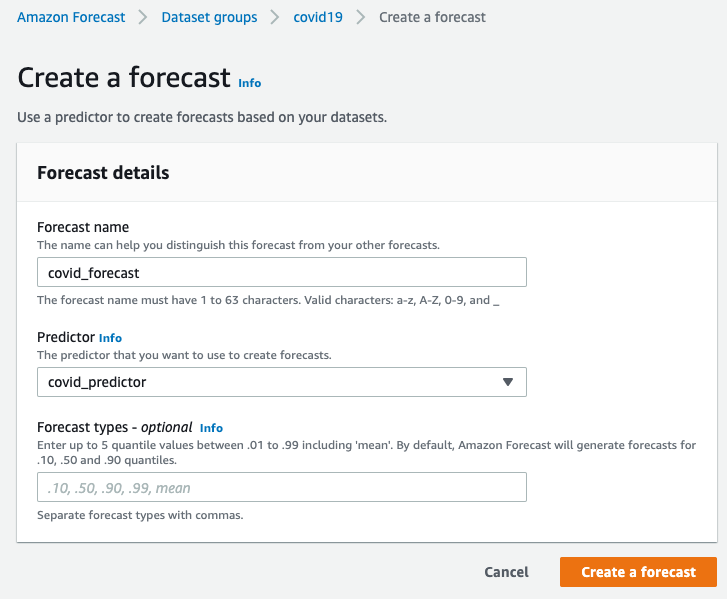 Amazon Forecast > Dataset groups > covid19 > Create a forecast
Create a forecast Info
Use a predictor to create forecasts based on your datasets.
Forecast details
Forecast name
The name can help you distinguish this forecast from your other forecasts.
covid_forecast
The forecast name must have 1 to 63 characters. Valid characters: a-z, A-Z, 0-9, and _
Predictor Info
The predictor that you want to use to create forecasts.
covid_predictor
Forecast types - optional Info
Enter up to 5 quantile values between .01 to .99 including 'mean'. By default, Amazon Forecast will generate forecasts for
.10, .50 and .90 quantiles.
.10, .50, .90, .99, mean
Separate forecast types with commas.
Cancel Create a forecast